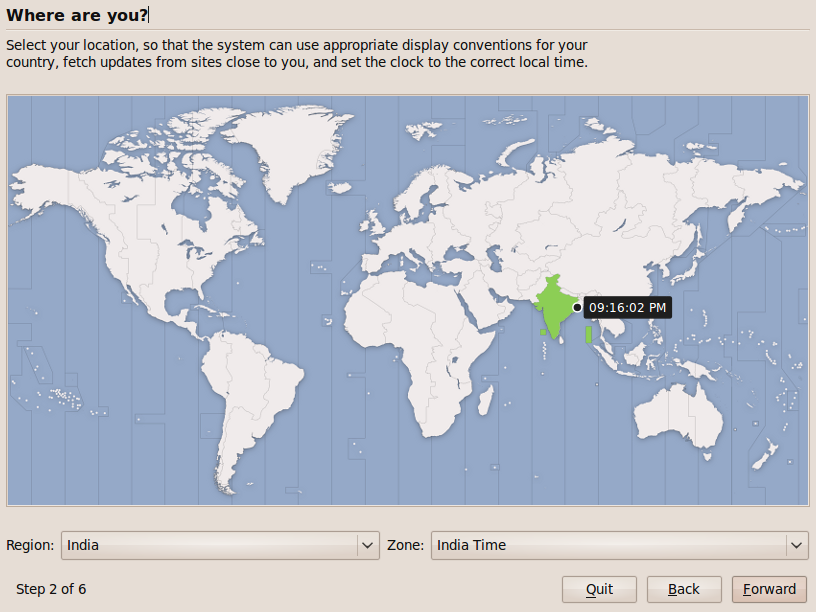 Where are you?
Select your location, so that the system can use appropriate display conventions for your
country, fetch updates from sites close to you, and set the clock to the correct local time.
09:16:02 PM
Region: India Zone: India Time
Step 2 of 6 Quit Back Forward